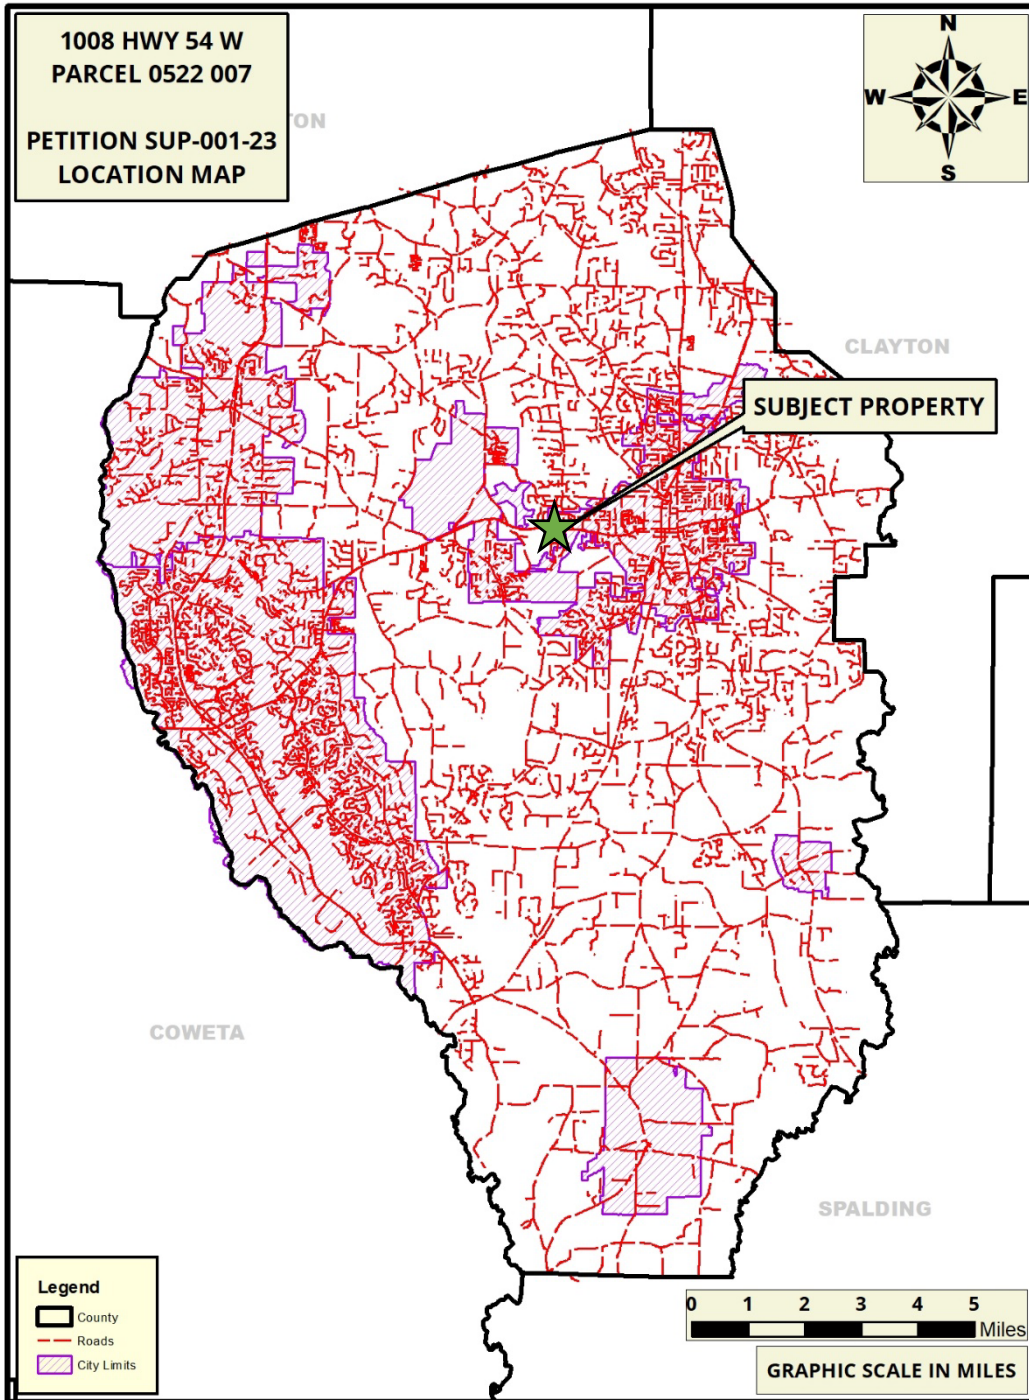 1008 HWY 54 W
PARCEL 0522 007
PETITION SUP-001-23
LOCATION MAP
TON
N
W
E
S
CLAYTON
SUBJECT PROPERTY
COWETA
SPALDING
Legend
County
Roads
City Limits
0 1 2 3 4 5
Miles
GRAPHIC SCALE IN MILES